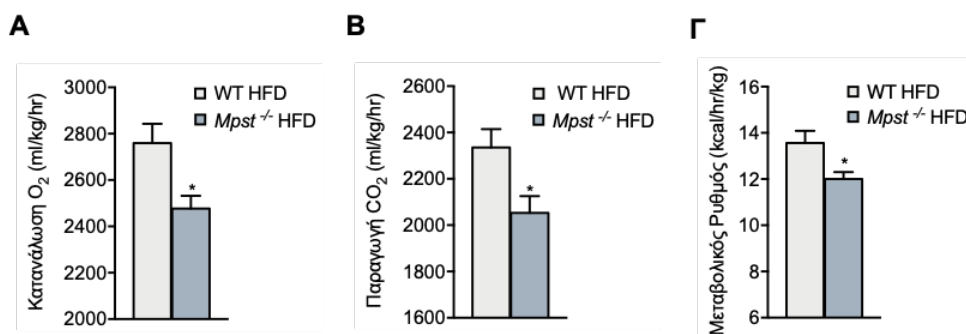 Α
Β
Γ
Κατανάλωση O2 (ml/kg/hr)
3000
2800
2600
2400
2200
2000
WT HFD
Mpst -/- HFD
*
Παραγωγή CO2 (ml/kg/hr)
2600
2400
2200
2000
1800
1600
WT HFD
Mpst -/- HFD
*
Μεταβολικός Ρυθμός (kcal/hr/kg)
16
14
12
10
8
6
WT HFD
Mpst -/- HFD
*